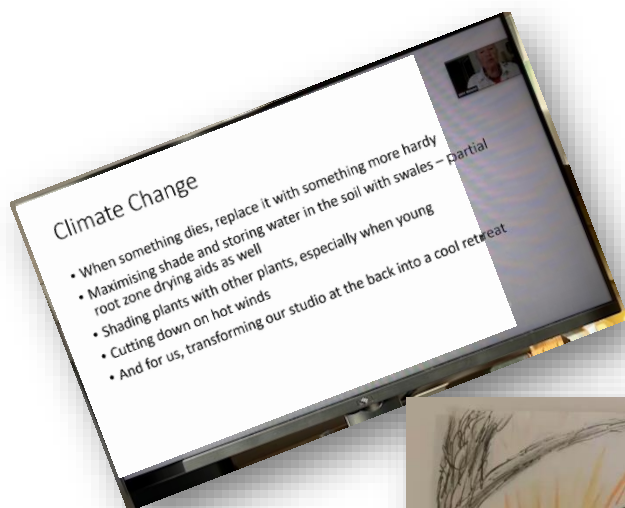 Climate Change
• When something dies, replace it with something more hardy
• Maximising shade and storing water in the soil with swales – partial
root zone drying aids as well
• Shading plants with other plants, especially when young
• Cutting down on hot winds
• And for us, transforming our studio at the back into a cool retreat